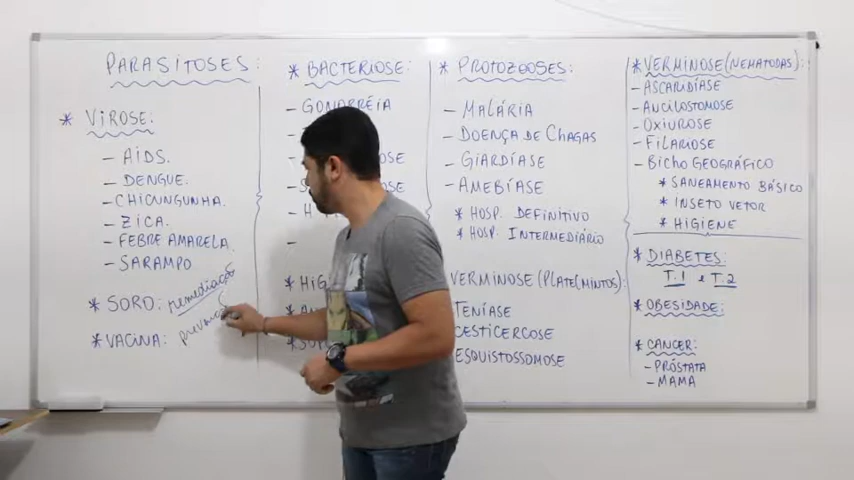 PARASITOSES:
* VIROSE:
- AIDS.
- DENGUE.
- CHICUNGUNHA.
- ZICA.
- FEBRE AMARELA.
- SARAMPO
* SORO: remediação
* VACINA:
* BACTERIOSE:
- GONORRÉIA
* PROTOZOOSES:
- MALÁRIA
- DOENÇA DE CHAGAS
- GIARDÍASE
- AMEBÍASE
* HOSP. DEFINITIVO
* HOSP. INTERMEDIÁRIO
VERMINOSE (PLATELMINTOS):
TENÍASE
CESTICERCOSE
ESQUISTOSSOMOSE
* VERMINOSE (NEMATODAS):
- ASCARIDÍASE
- ANCILOSTOMOSE
- OXIUROSE
- FILARIOSE
- BICHO GEOGRÁFICO
* SANEAMENTO BÁSICO
* INSETO VETOR
* HIGIENE
* DIABETES:
T.1 e T.2
* OBESIDADE:
* CANCER:
- PRÓSTATA
- MAMA